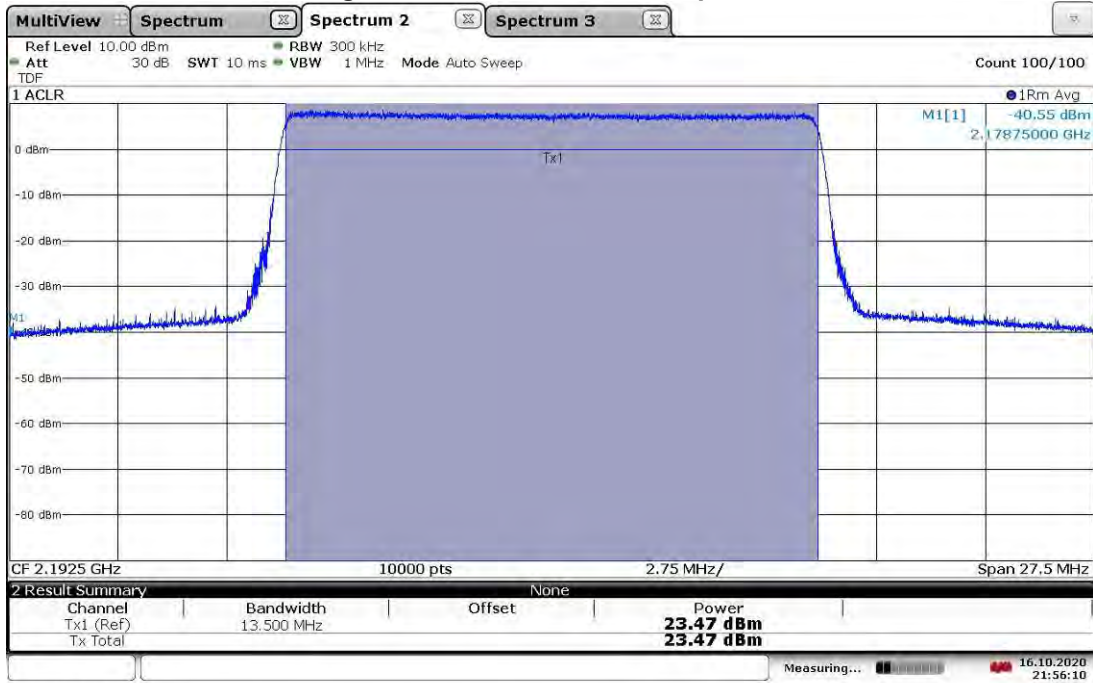 MultiView Spectrum Spectrum 2 Spectrum 3
Ref Level 10.00 dBm RBW 300 kHz
Att 30 dB SWT 10 ms VBW 1 MHz Mode Auto Sweep Count 100/100
TDF
1 ACLR 1Rm Avg
M1[1] -40.55 dBm
2.17875000 GHz
0 dBm
Tx1
-10 dBm
-20 dBm
-30 dBm
M1
-50 dBm
-60 dBm
-70 dBm
-80 dBm
CF 2.1925 GHz 10000 pts 2.75 MHz/ Span 27.5 MHz
2 Result Summary None
Channel Bandwidth Offset Power
Tx1 (Ref) 13.500 MHz 23.47 dBm
Tx Total 23.47 dBm
Measuring... 16.10.2020
21:56:10